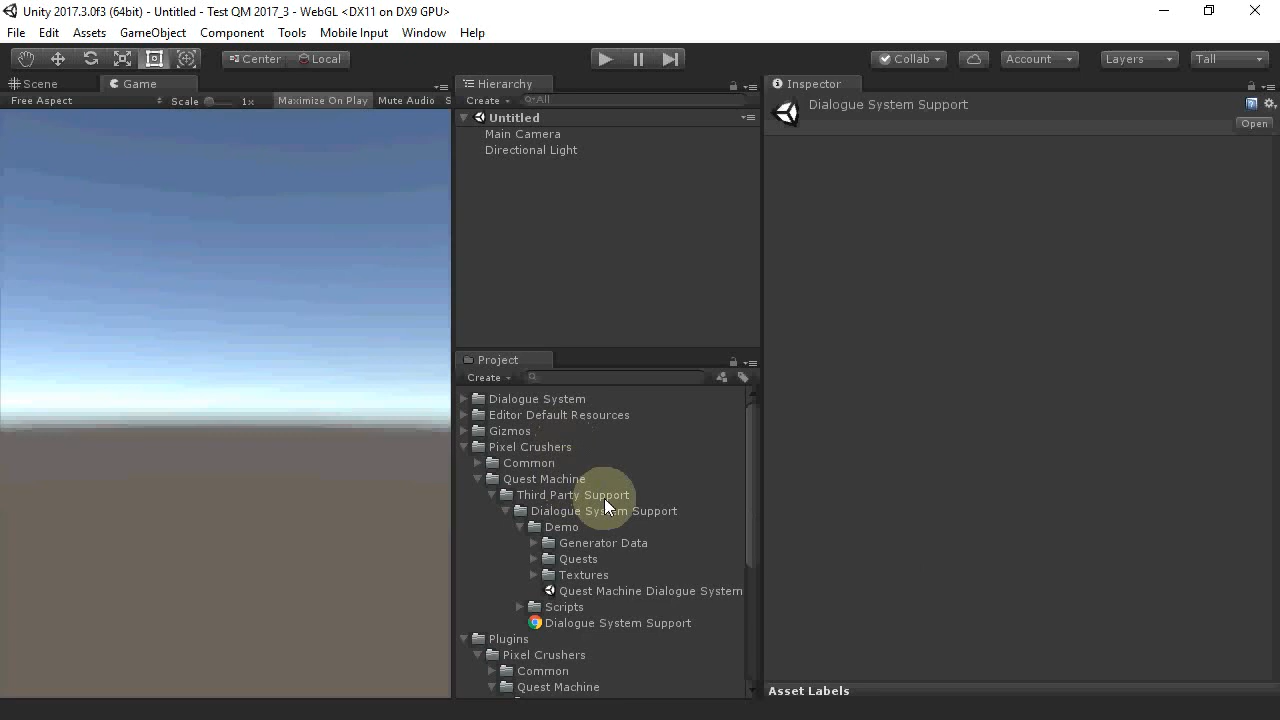 Unity 2017.3.0f3 (64bit) - Untitled - Test QM 2017_3 - WebGL <DX11 on DX9 GPU>
File Edit Assets GameObject Component Tools Mobile Input Window Help
Center Local Collab Account Layers Tall
Scene Game Hierarchy Inspector
Free Aspect Scale 1x Maximize On Play Mute Audio S
Create All
Dialogue System Support
Open
Untitled
Main Camera
Directional Light
Project
Create
Dialogue System
Editor Default Resources
Gizmos
Pixel Crushers
Common
Quest Machine
Third Party Support
Dialogue System Support
Demo
Generator Data
Quests
Textures
Quest Machine Dialogue System
Scripts
Dialogue System Support
Plugins
Pixel Crushers
Common
Quest Machine
Asset Labels